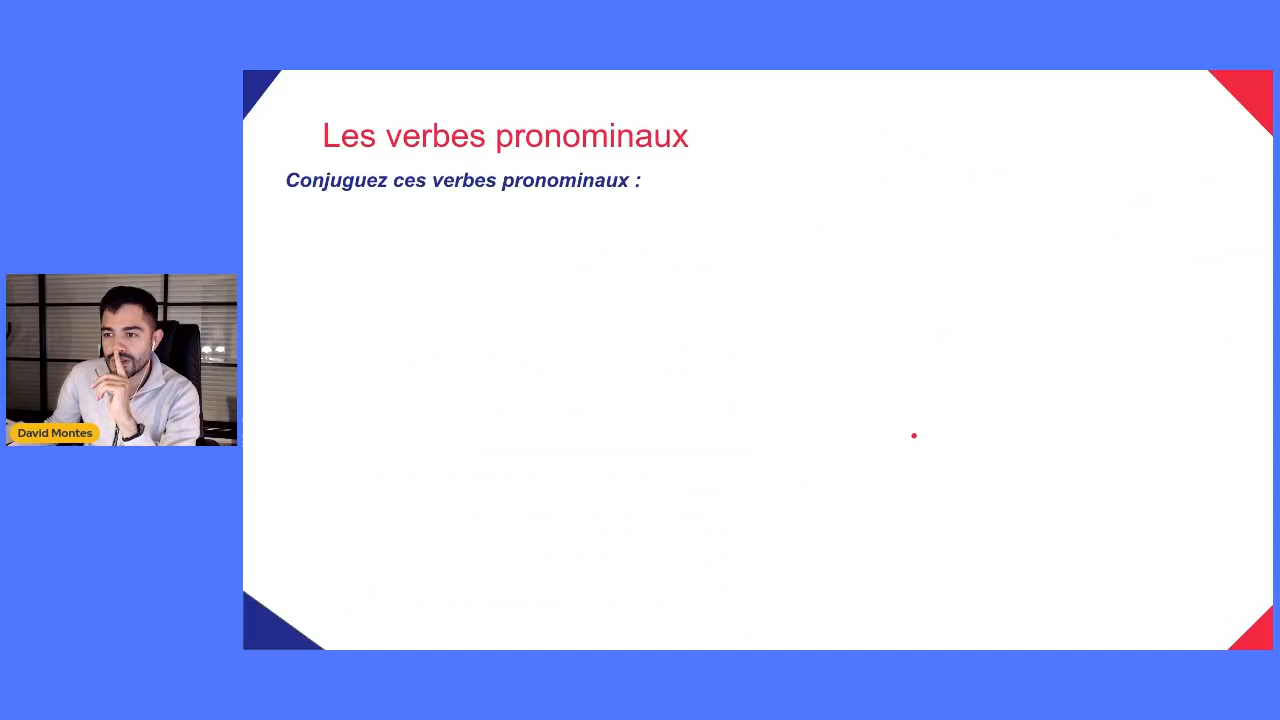 Les verbes pronominaux
Conjuguez ces verbes pronominaux :
David Montes